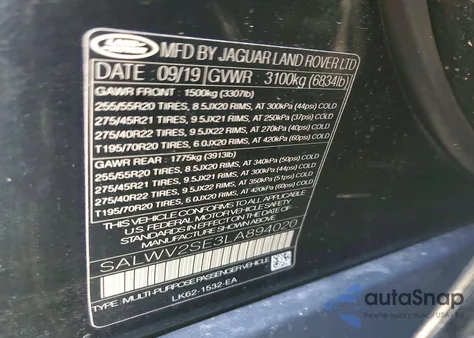 LAND ROVER
MFD BY JAGUAR LAND ROVER LTD
DATE : 09/19 GVWR : 3100kg (6834lb)
GAWR FRONT : 1500kg (3307lb)
255/55R20 TIRES, 8.5JX20 RIMS, AT 300kPa (44psi) COLD
275/45R21 TIRES, 9.5JX21 RIMS, AT 250kPa (37psi) COLD
275/40R22 TIRES, 9.5JX22 RIMS, AT 270kPa (40psi) COLD
T195/70R20 TIRES, 6.0JX20 RIMS, AT 420kPa (60psi) COLD
GAWR REAR : 1775kg (3913lb)
255/55R20 TIRES, 8.5JX20 RIMS, AT 340kPa (50psi) COLD
275/45R21 TIRES, 9.5JX21 RIMS, AT 300kPa (44psi) COLD
275/40R22 TIRES, 9.5JX22 RIMS, AT 350kPa (51psi) COLD
T195/70R20 TIRES, 6.0JX20 RIMS, AT 420kPa (60psi) COLD
THIS VEHICLE CONFORMS TO ALL APPLICABLE
U.S. FEDERAL MOTOR VEHICLE SAFETY STANDARDS
IN EFFECT ON THE DATE OF MANUFACTURE SHOWN ABOVE
SALWV2SE3LA894020
TYPE : MULTI-PURPOSE PASSENGER VEHICLE
LK62-1532-EA
autoSnap